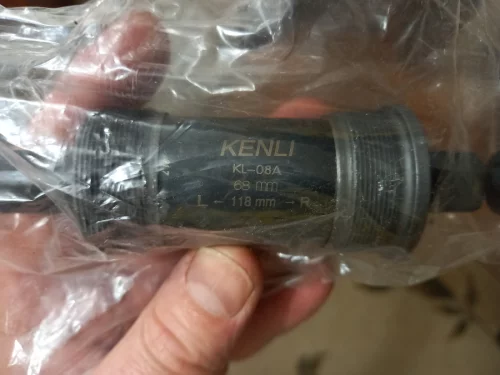 KENLI
KL-08A
68 mm
L ← 118 mm → R